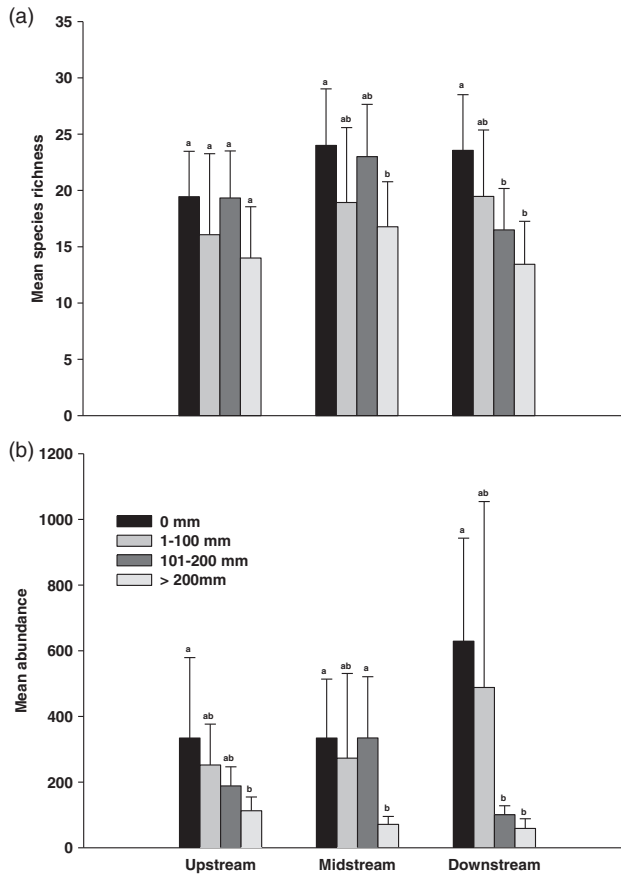 (a)
35
30
25
20
15
10
5
0
Mean species richness
a a a a
a ab ab b
a ab b b
(b)
1200
1000
800
600
400
200
0
Mean abundance
0 mm
1-100 mm
101-200 mm
> 200mm
a ab ab b
a ab a b
a ab b b
Upstream Midstream Downstream